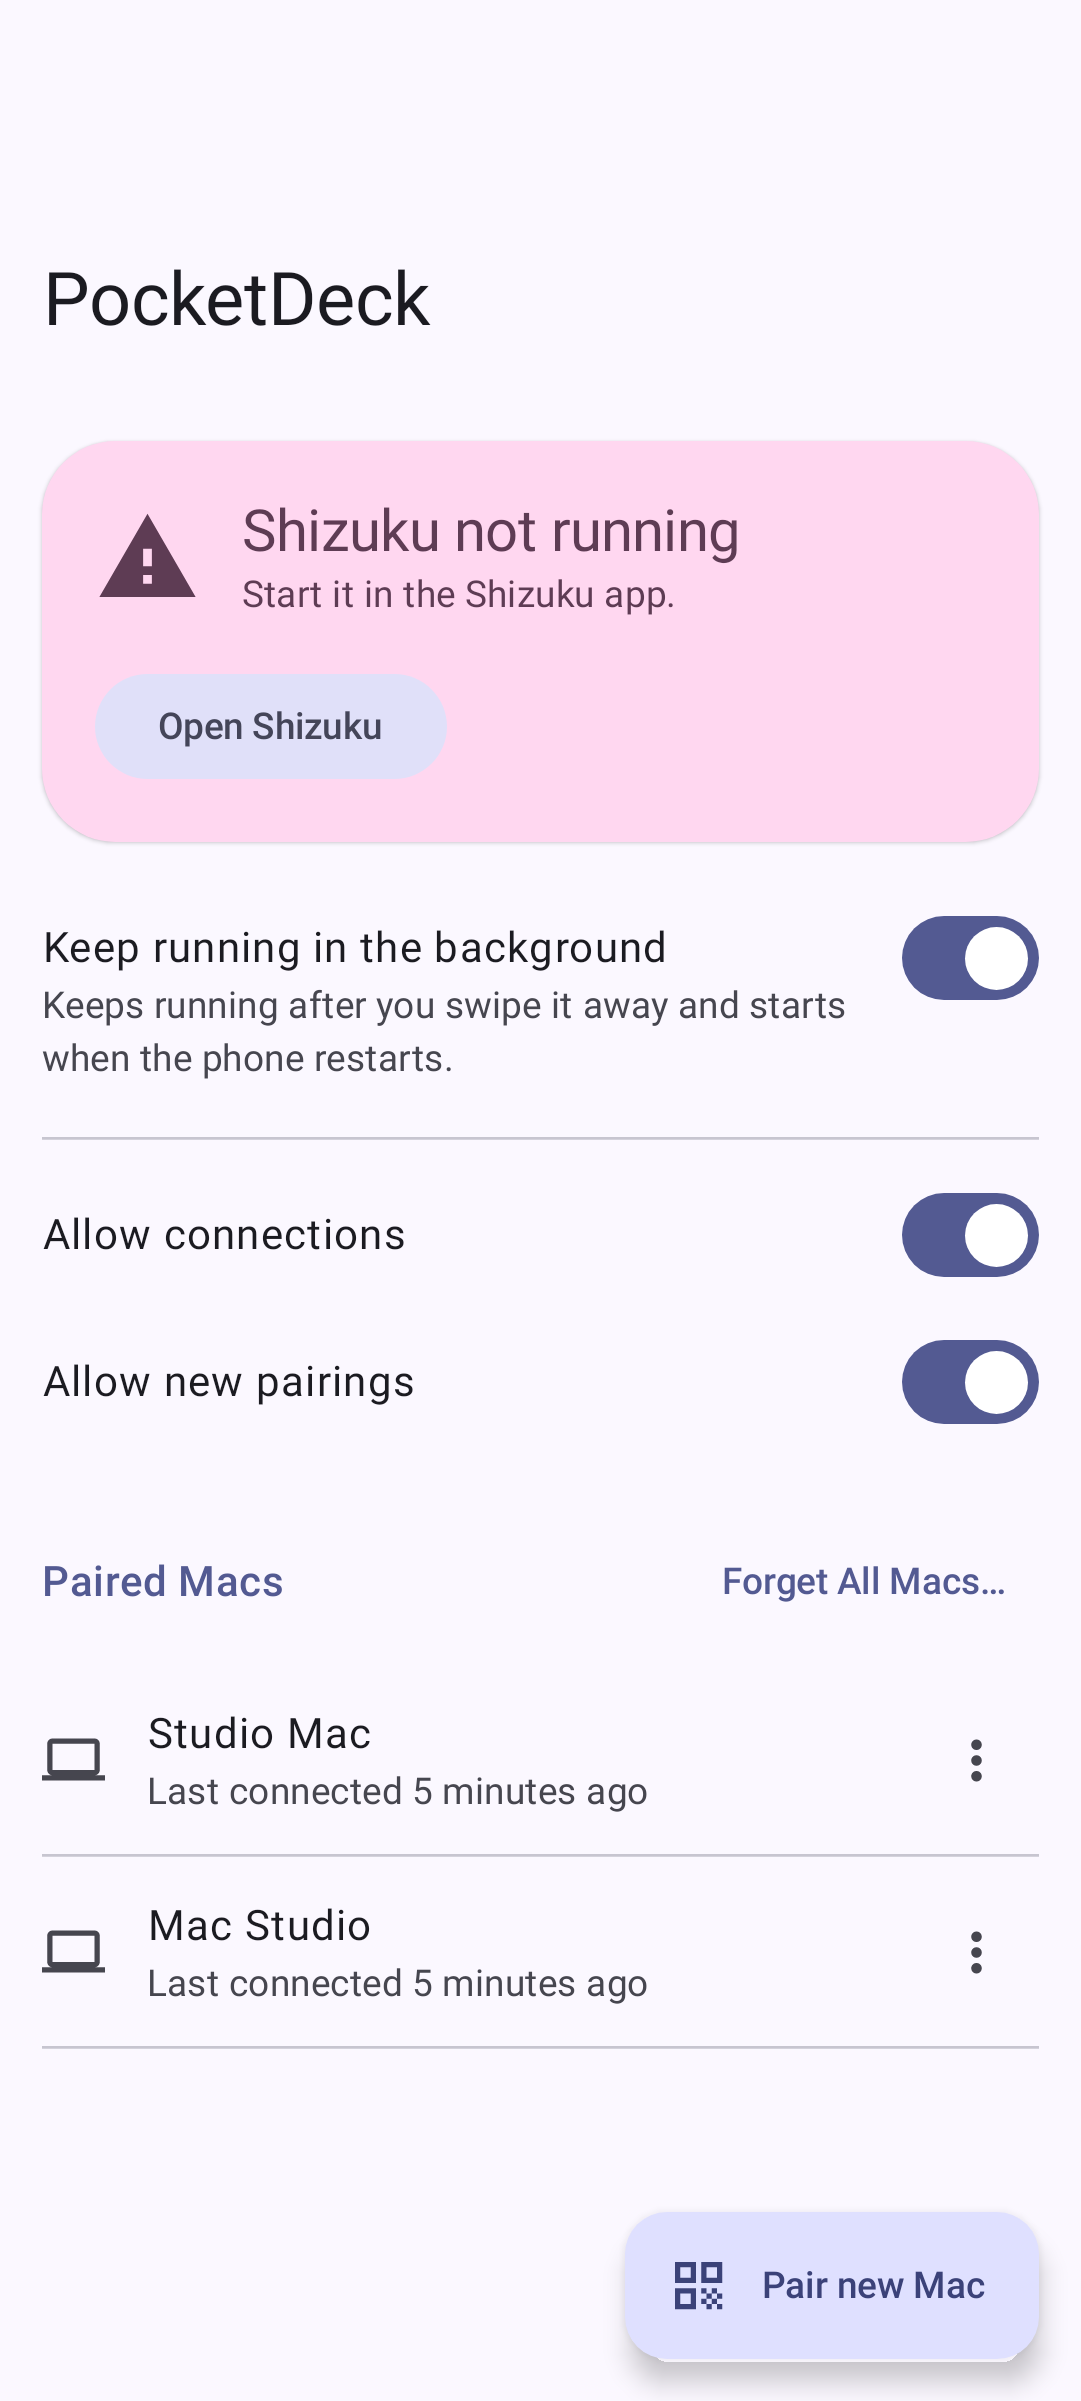 PocketDeck
Shizuku not running
Start it in the Shizuku app.
Open Shizuku
Keep running in the background
Keeps running after you swipe it away and starts
when the phone restarts.
Allow connections
Allow new pairings
Paired Macs
Forget All Macs…
Studio Mac
Last connected 5 minutes ago
Mac Studio
Last connected 5 minutes ago
Pair new Mac